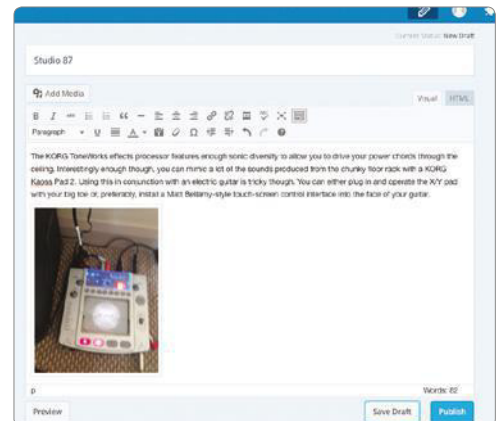 Current Status: New Draft
Studio 87
Add Media
Visual HTML
Paragraph
The KORG ToneWorks effects processor features enough sonic diversity to allow you to drive your power chords through the
ceiling. Interestingly enough though, you can mimic a lot of the sounds produced from the chunky floor rack with a KORG
Kaoss Pad 2. Using this in conjunction with an electric guitar is tricky though. You can either plug in and operate the X/Y pad
with your big toe or, preferably, install a Matt Bellamy-style touch-screen control interface into the face of your guitar.
p Words: 82
Preview Save Draft Publish